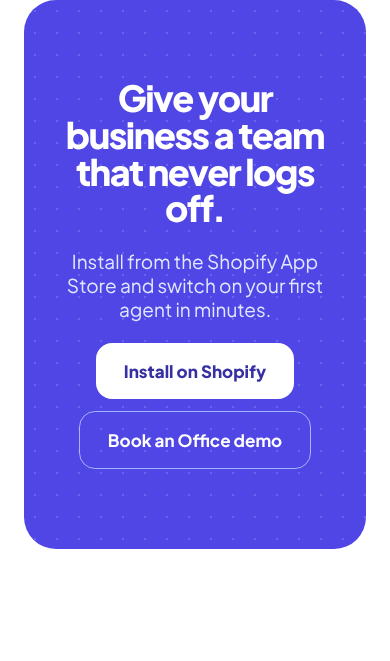 Give your
business a team
that never logs
off.
Install from the Shopify App
Store and switch on your first
agent in minutes.
Install on Shopify
Book an Office demo